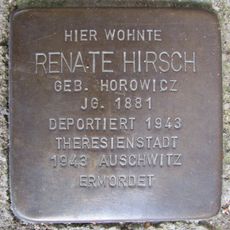 HIER WOHNTE
RENATE HIRSCH
GEB. HOROWICZ
JG. 1881
DEPORTIERT 1943
THERESIENSTADT
1943 AUSCHWITZ
ERMORDET